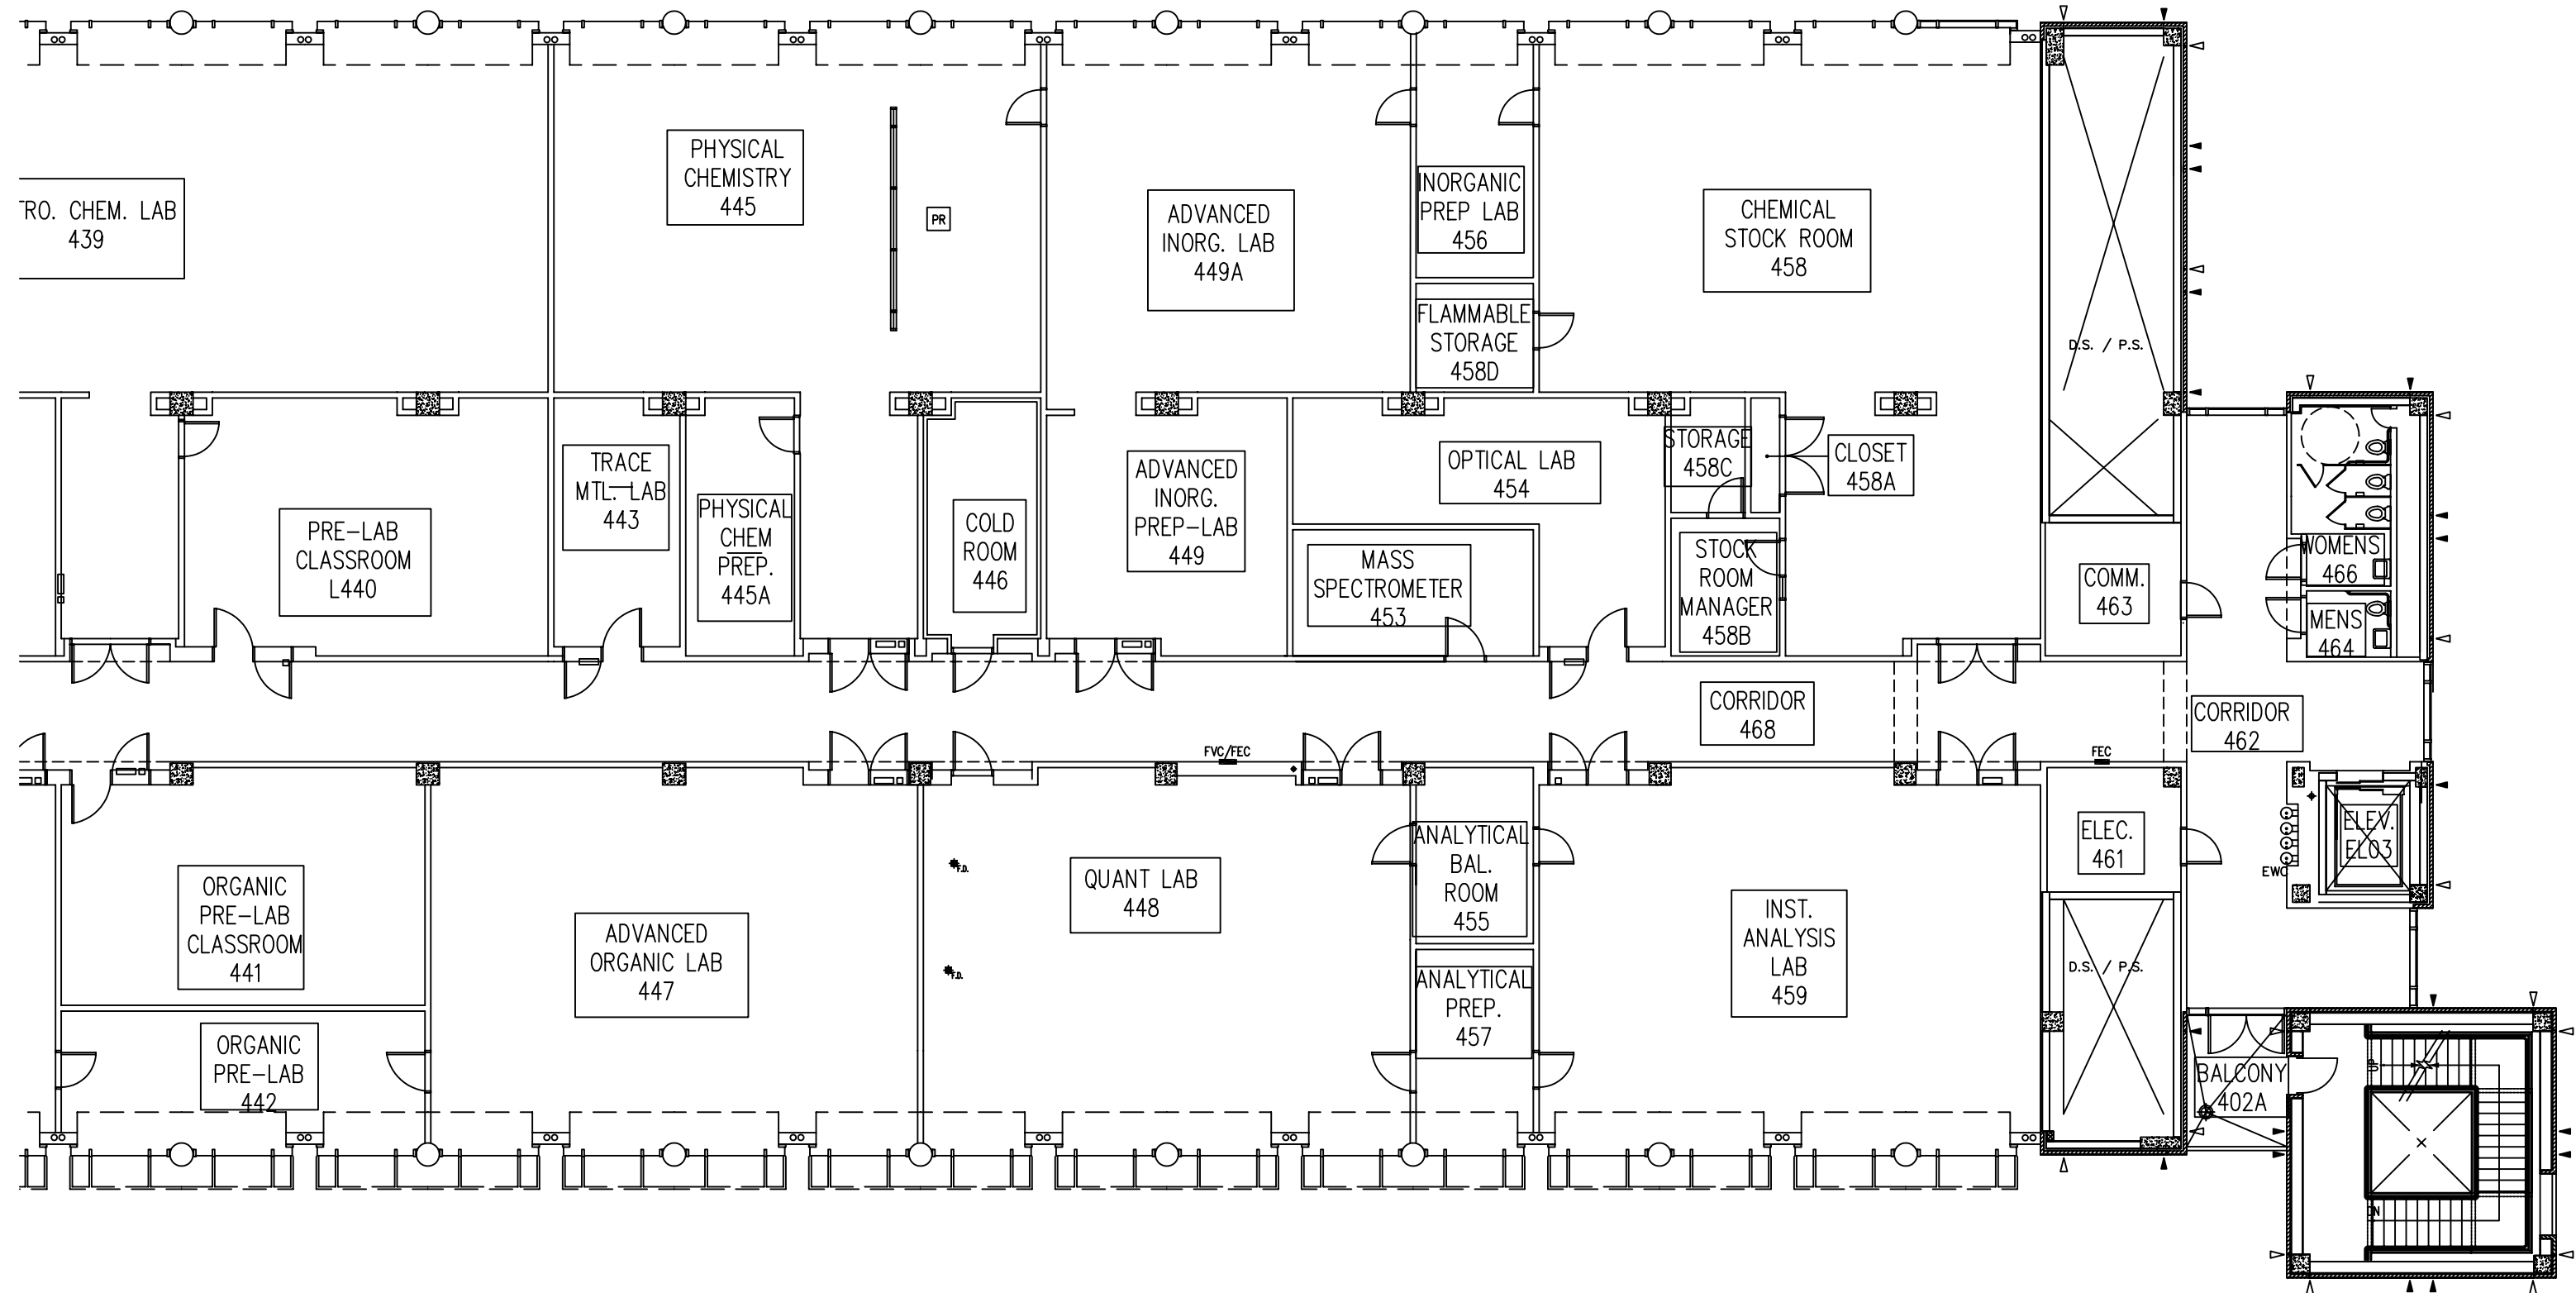 TRO. CHEM. LAB
439
PHYSICAL
CHEMISTRY
445
PR
ADVANCED
INORG. LAB
449A
INORGANIC
PREP LAB
456
FLAMMABLE
STORAGE
458D
CHEMICAL
STOCK ROOM
458
D.S. / P.S.
PRE-LAB
CLASSROOM
L440
TRACE
MTL. LAB
443
PHYSICAL
CHEM
PREP.
445A
COLD
ROOM
446
ADVANCED
INORG.
PREP-LAB
449
OPTICAL LAB
454
MASS
SPECTROMETER
453
STORAGE
458C
CLOSET
458A
STOCK
ROOM
MANAGER
458B
COMM.
463
WOMENS
466
MENS
464
CORRIDOR
468
CORRIDOR
462
FVC/FEC
FEC
ORGANIC
PRE-LAB
CLASSROOM
441
ORGANIC
PRE-LAB
442
ADVANCED
ORGANIC LAB
447
F.D.
F.D.
QUANT LAB
448
ANALYTICAL
BAL.
ROOM
455
ANALYTICAL
PREP.
457
INST.
ANALYSIS
LAB
459
ELEC.
461
D.S. / P.S.
EWC
ELEV.
EL03
BALCONY
402A
UP
DN